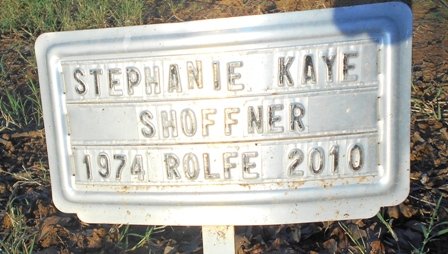 STEPHANIE KAYE
SHOFFNER
1974 ROLFE 2010